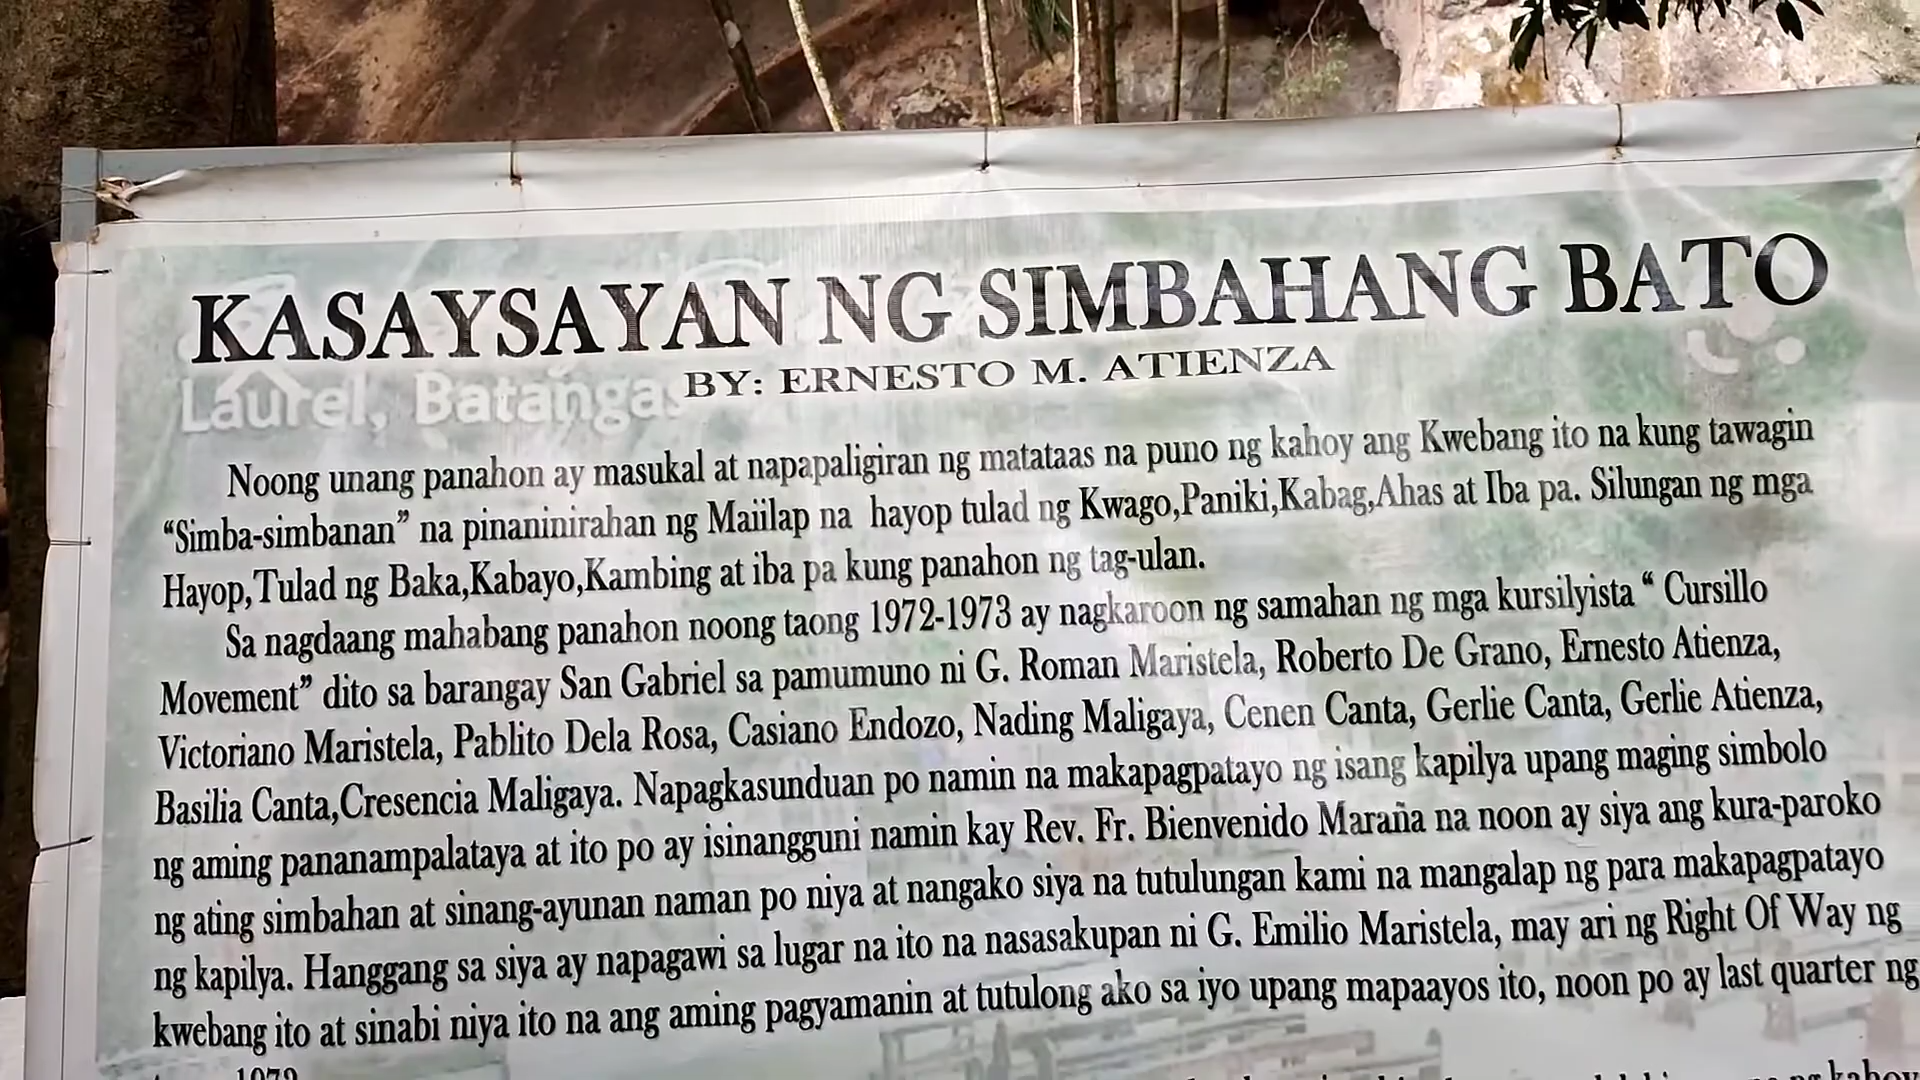 KASAYSAYAN NG SIMBAHANG BATO
BY: ERNESTO M. ATIENZA
Laurel, Batangas
Noong unang panahon ay masukal at napapaligiran ng matataas na puno ng kahoy ang Kwebang ito na kung tawagin
“Simba-simbanan” na pinaninirahan ng Maiilap na hayop tulad ng Kwago,Paniki,Kabag,Ahas at Iba pa. Silungan ng mga
Hayop,Tulad ng Baka,Kabayo,Kambing at iba pa kung panahon ng tag-ulan.
Sa nagdaang mahabang panahon noong taong 1972-1973 ay nagkaroon ng samahan ng mga kursilyista “ Cursillo
Movement” dito sa barangay San Gabriel sa pamumuno ni G. Roman Maristela, Roberto De Grano, Ernesto Atienza,
Victoriano Maristela, Pablito Dela Rosa, Casiano Endozo, Nading Maligaya, Cenen Canta, Gerlie Canta, Gerlie Atienza,
Basilia Canta,Cresencia Maligaya. Napagkasunduan po namin na makapagpatayo ng isang kapilya upang maging simbolo
ng aming pananampalataya at ito po ay isinangguni namin kay Rev. Fr. Bienvenido Maraña na noon ay siya ang kura-paroko
ng ating simbahan at sinang-ayunan naman po niya at nangako siya na tutulungan kami na mangalap ng para makapagpatayo
ng kapilya. Hanggang sa siya ay napagawi sa lugar na ito na nasasakupan ni G. Emilio Maristela, may ari ng Right Of Way ng
kwebang ito at sinabi niya ito na ang aming pagyamanin at tutulong ako sa iyo upang mapaayos ito, noon po ay last quarter ng
ng kahoy